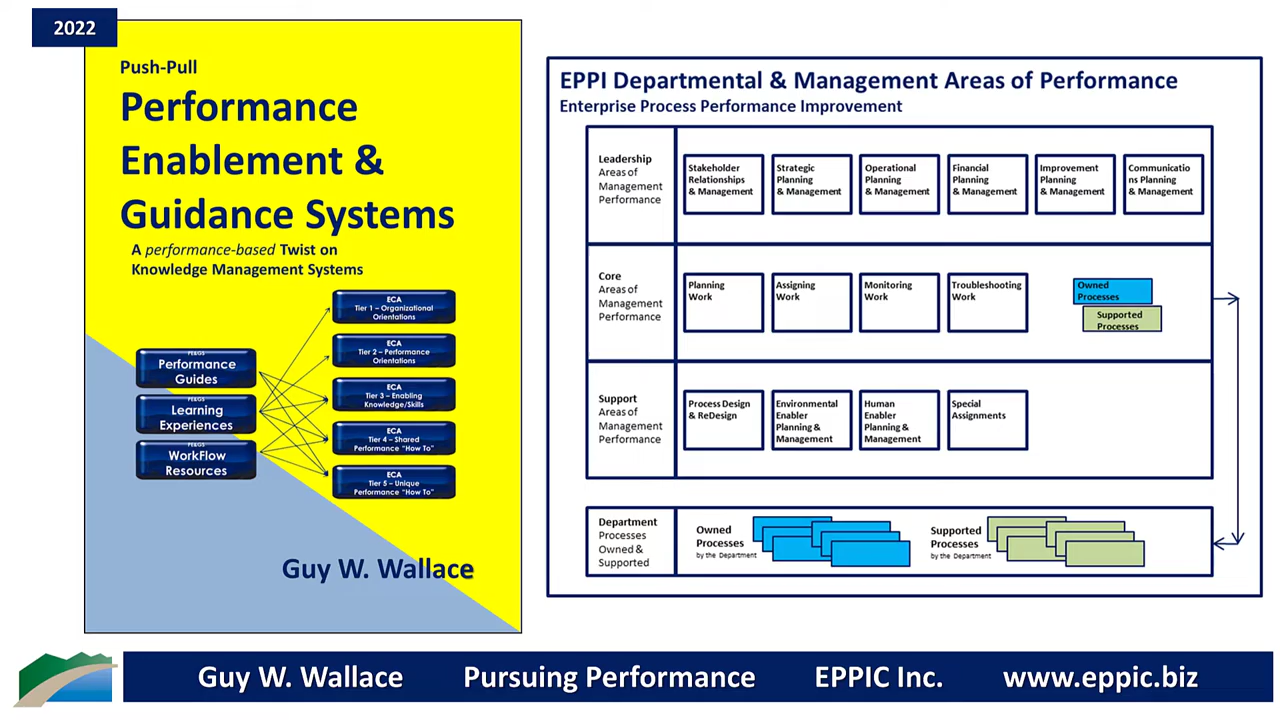 2022
Push-Pull
Performance
Enablement &
Guidance Systems
A performance-based Twist on
Knowledge Management Systems
PE&GS
Performance
Guides
PE&GS
Learning
Experiences
PE&GS
WorkFlow
Resources
ECA
Tier 1 – Organizational
Orientations
ECA
Tier 2 – Performance
Orientations
ECA
Tier 3 – Enabling
Knowledge/Skills
ECA
Tier 4 – Shared
Performance "How To"
ECA
Tier 5 – Unique
Performance "How To"
Guy W. Wallace
EPPI Departmental & Management Areas of Performance
Enterprise Process Performance Improvement
Leadership
Areas of
Management
Performance
Stakeholder
Relationships
& Management
Strategic
Planning
& Management
Operational
Planning
& Management
Financial
Planning
& Management
Improvement
Planning
& Management
Communicatio
ns Planning
& Management
Core
Areas of
Management
Performance
Planning
Work
Assigning
Work
Monitoring
Work
Troubleshooting
Work
Owned
Processes
Supported
Processes
Support
Areas of
Management
Performance
Process Design
& ReDesign
Environmental
Enabler
Planning &
Management
Human
Enabler
Planning &
Management
Special
Assignments
Department
Processes
Owned &
Supported
Owned
Processes
by the Department
Supported
Processes
by the Department
Guy W. Wallace Pursuing Performance EPPIC Inc. www.eppic.biz